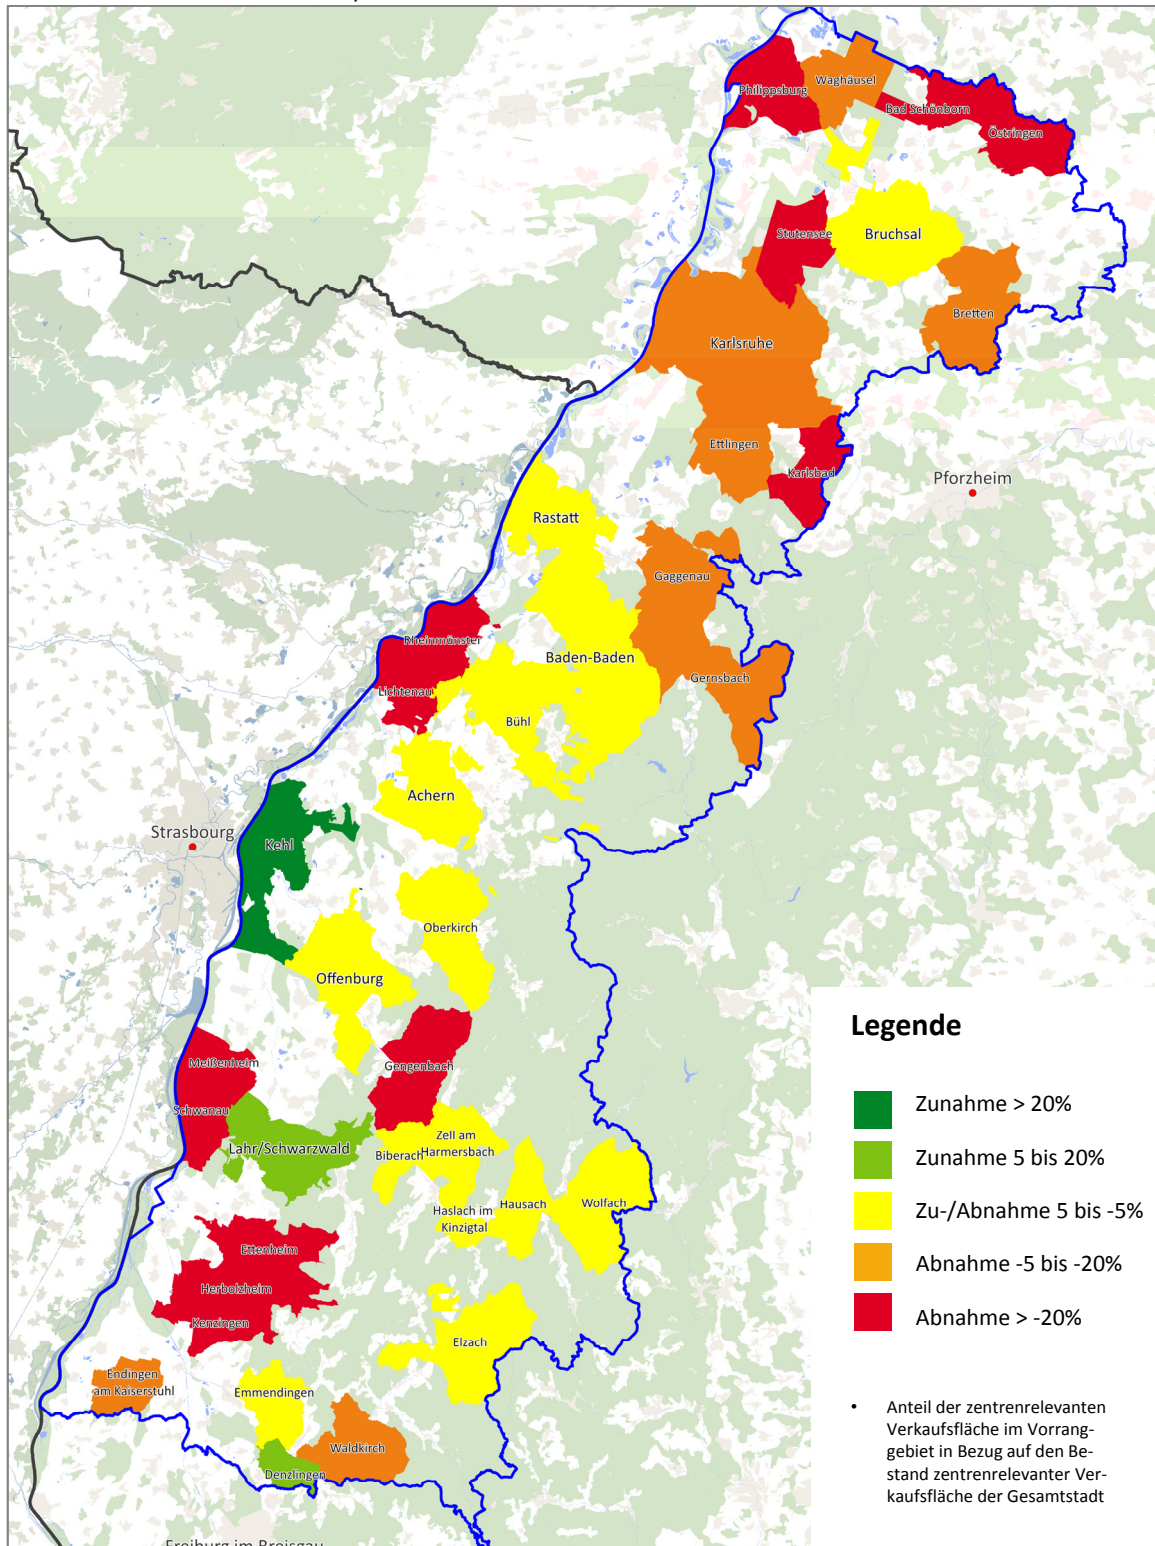 Philippsburg
Waghäusel
Bad Schönborn
Östringen
Stutensee
Bruchsal
Bretten
Karlsruhe
Ettlingen
Karlsbad
Pforzheim
Rastatt
Gaggenau
Rheinmünster
Baden-Baden
Gernsbach
Lichtenau
Bühl
Achern
Strasbourg
Kehl
Oberkirch
Offenburg
Meißenheim
Gengenbach
Schwanau
Lahr/Schwarzwald
Zell am
Harmersbach
Biberach
Haslach im
Kinzigtal
Hausach
Wolfach
Ettenheim
Herbolzheim
Kenzingen
Elzach
Endingen
am Kaiserstuhl
Emmendingen
Waldkirch
Denzlingen
Freiburg im Breisgau
Legende
Zunahme > 20%
Zunahme 5 bis 20%
Zu-/Abnahme 5 bis -5%
Abnahme -5 bis -20%
Abnahme > -20%
• Anteil der zentrenrelevanten
Verkaufsfläche im Vorrang-
gebiet in Bezug auf den Be-
stand zentrenrelevanter Ver-
kaufsfläche der Gesamtstadt